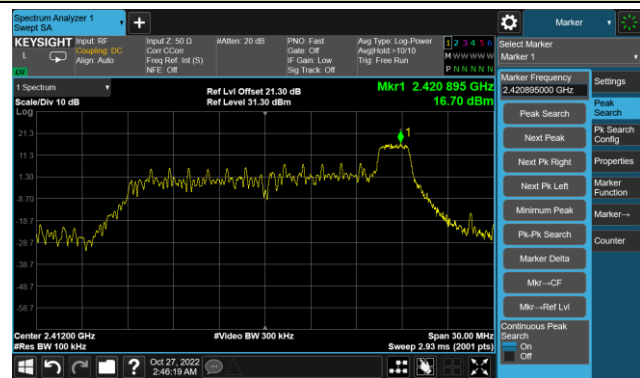 Spectrum Analyzer 1
Swept SA
Marker
KEYSIGHT
L
LW
Input: RF
Coupling: DC
Align: Auto
Input Z: 50 Ω
Corr CCorr
Freq Ref: Int (S)
NFE: Off
#Atten: 20 dB
PNO: Fast
Gate: Off
IF Gain: Low
Sig Track: Off
Avg Type: Log-Power
Avg|Hold:>10/10
Trig: Free Run
1 2 3 4 5 6
M W W W W W
P N N N N N
Select Marker
Marker 1
1 Spectrum
Scale/Div 10 dB
Log
Ref Lvl Offset 21.30 dB
Ref Level 31.30 dBm
Mkr1 2.420 895 GHz
16.70 dBm
1
21.3
11.3
1.30
-8.70
-18.7
-28.7
-38.7
-48.7
-58.7
Center 2.41200 GHz
#Res BW 100 kHz
#Video BW 300 kHz
Span 30.00 MHz
Sweep 2.93 ms (2001 pts)
Marker Frequency
2.420895000 GHz
Peak Search
Next Peak
Next Pk Right
Next Pk Left
Minimum Peak
Pk-Pk Search
Marker Delta
Mkr→CF
Mkr→Ref Lvl
Continuous Peak
Search
On
Off
Settings
Peak
Search
Pk Search
Config
Properties
Marker
Function
Marker→
Counter
?
Oct 27, 2022
2:46:19 AM